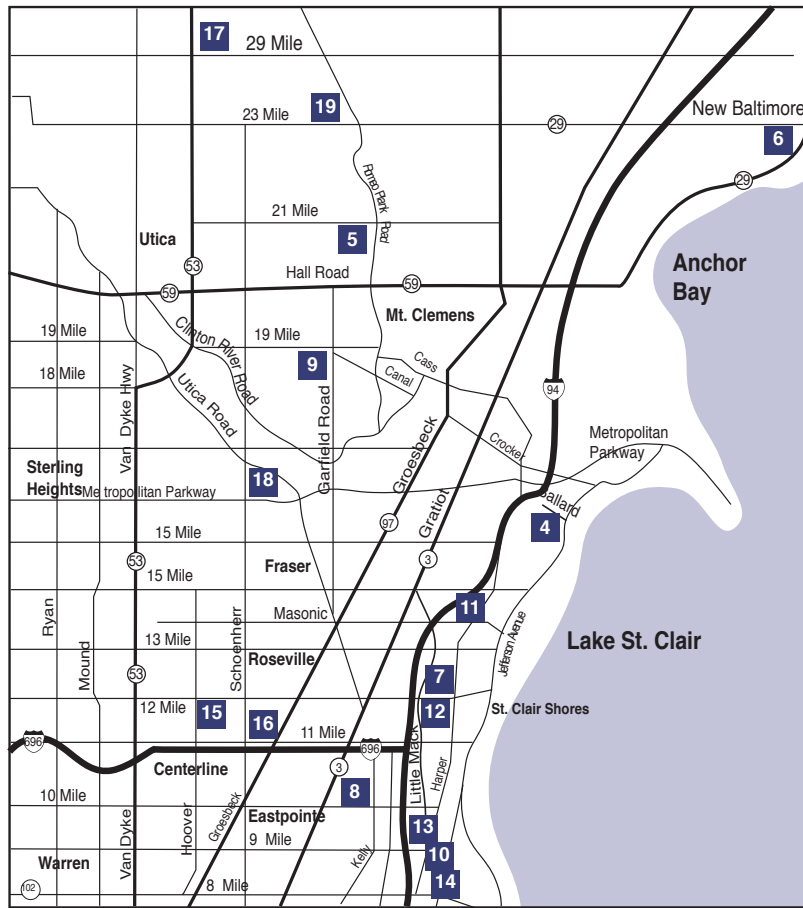 17
29 Mile
19
23 Mile
29
New Baltimore
6
29
Romeo Plank Road
21 Mile
5
Utica
53
Hall Road
59
59
Anchor
Bay
Mt. Clemens
19 Mile
Clinton River Road
19 Mile
9
Cass
Canal
18 Mile
Van Dyke Hwy
Utica Road
Garfield Road
94
Groesbeck
Crocker
Metropolitan
Parkway
Sterling
Heights
Metropolitan Parkway
18
Gratiot
97
4
15 Mile
3
53
15 Mile
Fraser
Ryan
Mound
Masonic
11
Jefferson Avenue
Lake St. Clair
13 Mile
Schoenherr
Roseville
53
7
12 Mile
15
16
12
St. Clair Shores
11 Mile
696
696
Centerline
3
Little Mack
Harper
10 Mile
8
Van Dyke
Hoover
Groesbeck
Eastpointe
13
9 Mile
Kelly
10
Warren
102
8 Mile
14